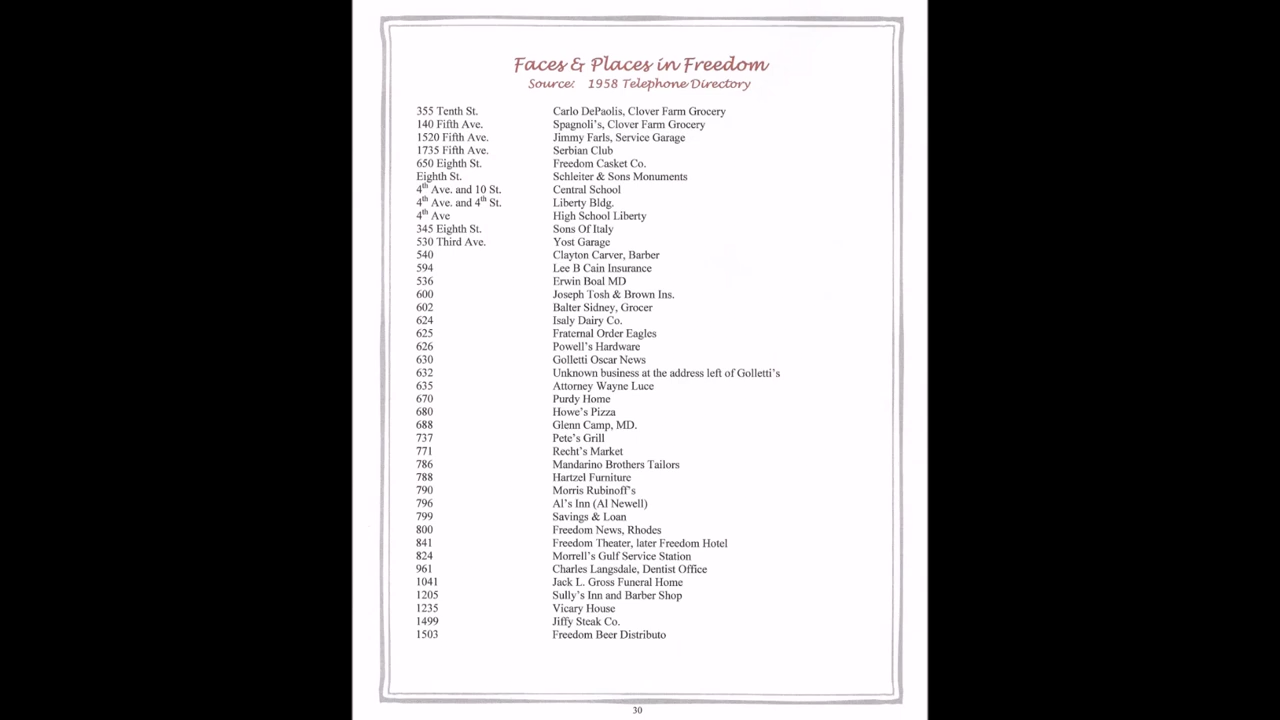 Faces & Places in Freedom
Source: 1958 Telephone Directory
355 Tenth St. Carlo DePaolis, Clover Farm Grocery
140 Fifth Ave. Spagnoli's, Clover Farm Grocery
1520 Fifth Ave. Jimmy Farls, Service Garage
1735 Fifth Ave. Serbian Club
650 Eighth St. Freedom Casket Co.
Eighth St. Schleiter & Sons Monuments
4th Ave. and 10 St. Central School
4th Ave. and 4th St. Liberty Bldg.
4th Ave High School Liberty
345 Eighth St. Sons Of Italy
530 Third Ave. Yost Garage
540 Clayton Carver, Barber
594 Lee B Cain Insurance
536 Erwin Boal MD
600 Joseph Tosh & Brown Ins.
602 Balter Sidney, Grocer
624 Isaly Dairy Co.
625 Fraternal Order Eagles
626 Powell's Hardware
630 Golletti Oscar News
632 Unknown business at the address left of Golletti's
635 Attorney Wayne Luce
670 Purdy Home
680 Howe's Pizza
688 Glenn Camp, MD.
737 Pete's Grill
771 Recht's Market
786 Mandarino Brothers Tailors
788 Hartzel Furniture
790 Morris Rubinoff's
796 Al's Inn (Al Newell)
799 Savings & Loan
800 Freedom News, Rhodes
841 Freedom Theater, later Freedom Hotel
824 Morrell's Gulf Service Station
961 Charles Langsdale, Dentist Office
1041 Jack L. Gross Funeral Home
1205 Sully's Inn and Barber Shop
1235 Vicary House
1499 Jiffy Steak Co.
1503 Freedom Beer Distributo
30